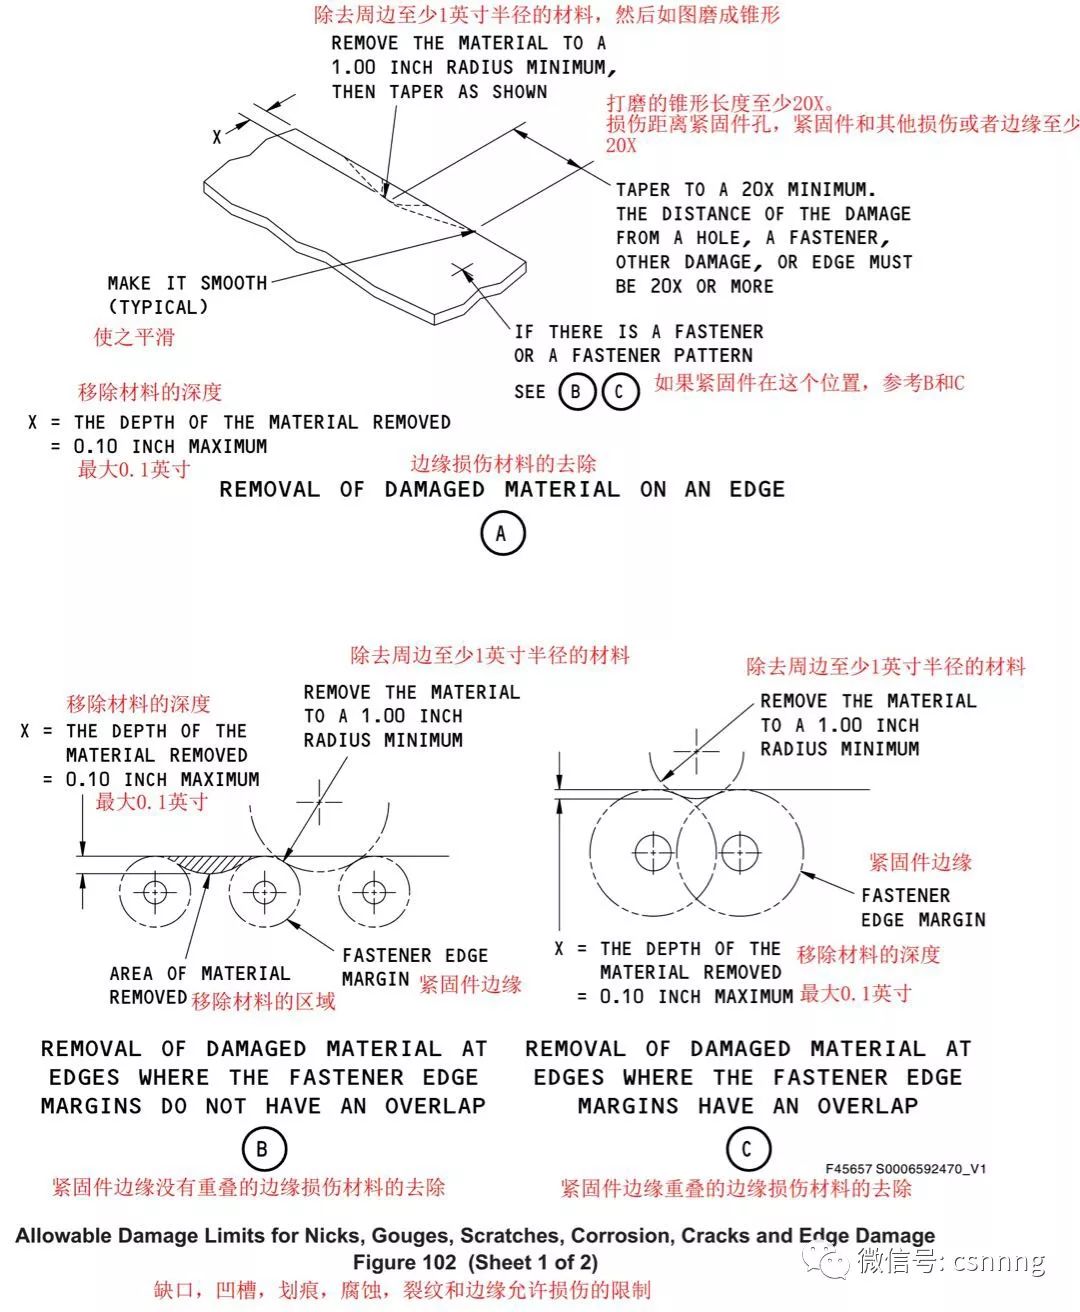 除去周边至少1英寸半径的材料，然后如图磨成锥形
REMOVE THE MATERIAL TO A
1.00 INCH RADIUS MINIMUM,
THEN TAPER AS SHOWN
打磨的锥形长度至少20X。
损伤距离紧固件孔，紧固件和其他损伤或者边缘至少
20X
X
TAPER TO A 20X MINIMUM.
THE DISTANCE OF THE DAMAGE
FROM A HOLE, A FASTENER,
OTHER DAMAGE, OR EDGE MUST
BE 20X OR MORE
MAKE IT SMOOTH
(TYPICAL)
使之平滑
IF THERE IS A FASTENER
OR A FASTENER PATTERN
SEE B C
如果紧固件在这个位置，参考B和C
移除材料的深度
X = THE DEPTH OF THE MATERIAL REMOVED
= 0.10 INCH MAXIMUM
最大0.1英寸
边缘损伤材料的去除
REMOVAL OF DAMAGED MATERIAL ON AN EDGE
A
除去周边至少1英寸半径的材料
REMOVE THE MATERIAL
TO A 1.00 INCH
RADIUS MINIMUM
移除材料的深度
X = THE DEPTH OF THE
MATERIAL REMOVED
= 0.10 INCH MAXIMUM
最大0.1英寸
AREA OF MATERIAL
REMOVED
移除材料的区域
FASTENER EDGE
MARGIN
紧固件边缘
REMOVAL OF DAMAGED MATERIAL AT
EDGES WHERE THE FASTENER EDGE
MARGINS DO NOT HAVE AN OVERLAP
B
紧固件边缘没有重叠的边缘损伤材料的去除
除去周边至少1英寸半径的材料
REMOVE THE MATERIAL
TO A 1.00 INCH
RADIUS MINIMUM
紧固件边缘
FASTENER
EDGE MARGIN
X = THE DEPTH OF THE
MATERIAL REMOVED
= 0.10 INCH MAXIMUM
移除材料的深度
最大0.1英寸
REMOVAL OF DAMAGED MATERIAL AT
EDGES WHERE THE FASTENER EDGE
MARGINS HAVE AN OVERLAP
C
F45657 S0006592470_V1
紧固件边缘重叠的边缘损伤材料的去除
Allowable Damage Limits for Nicks, Gouges, Scratches, Corrosion, Cracks and Edge Damage
Figure 102 (Sheet 1 of 2)
微信号: csnnng
缺口，凹槽，划痕，腐蚀，裂纹和边缘允许损伤的限制